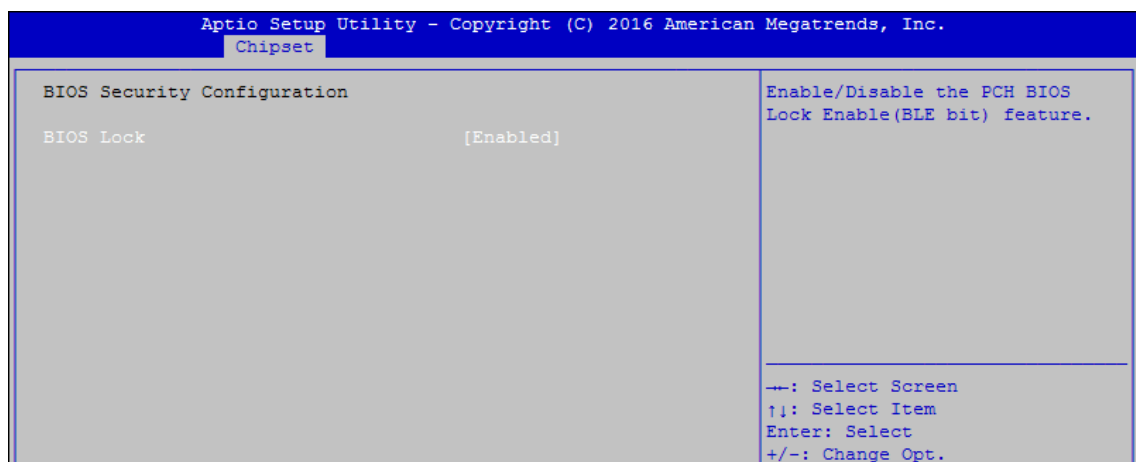 Aptio Setup Utility - Copyright (C) 2016 American Megatrends, Inc.
Chipset
BIOS Security Configuration
BIOS Lock [Enabled]
Enable/Disable the PCH BIOS
Lock Enable(BLE bit) feature.
→←: Select Screen
↑↓: Select Item
Enter: Select
+/-: Change Opt.